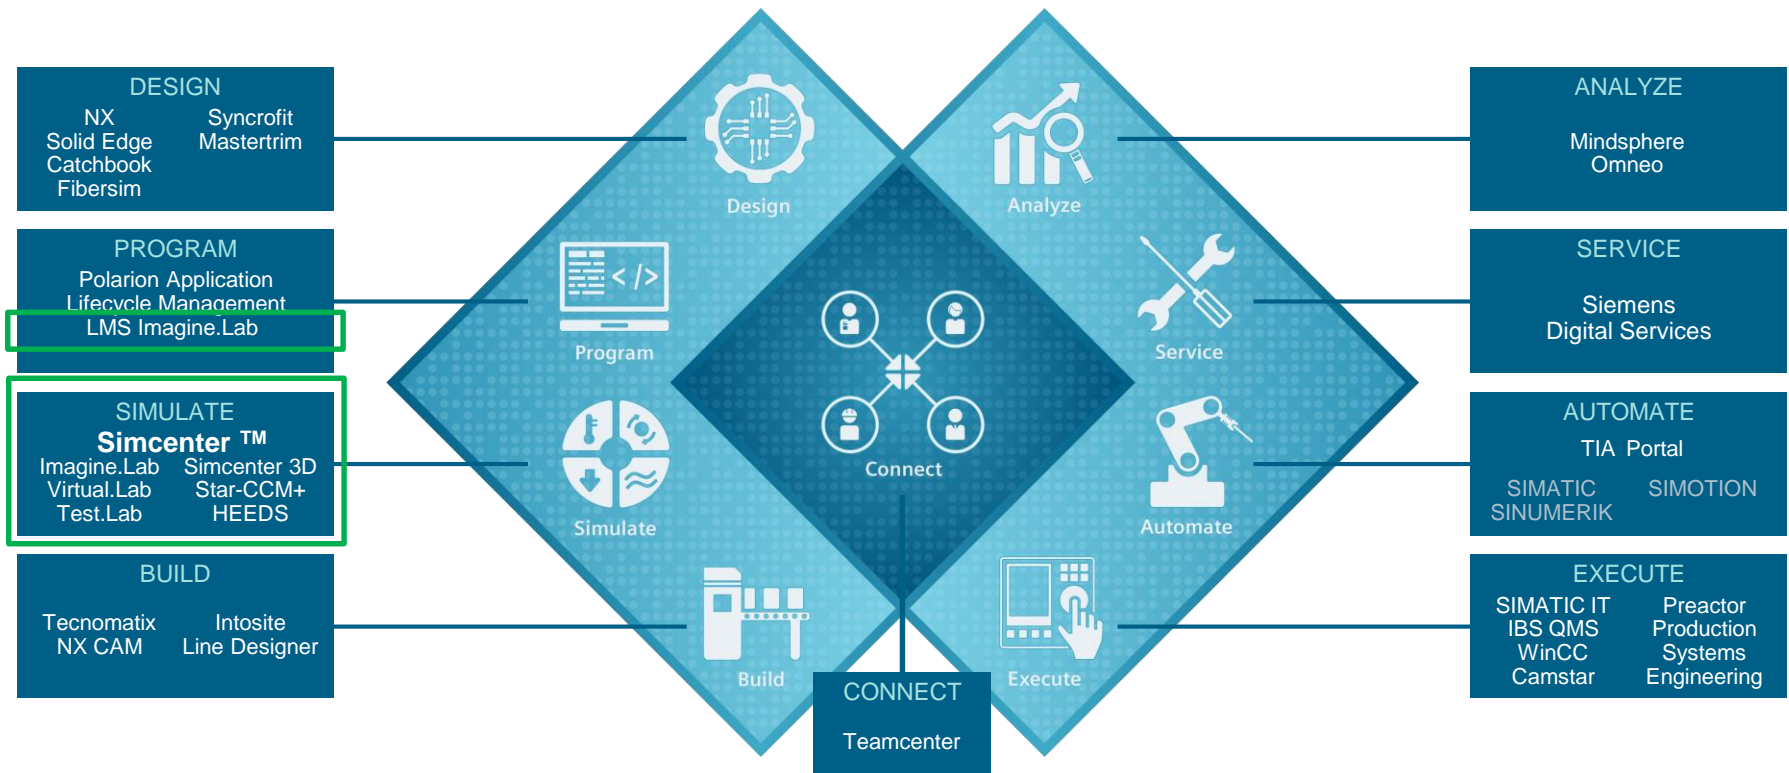 DESIGN
NX Syncrofit
Solid Edge Mastertrim
Catchbook
Fibersim
PROGRAM
Polarion Application
Lifecycle Management
LMS Imagine.Lab
SIMULATE
Simcenter TM
Imagine.Lab Simcenter 3D
Virtual.Lab Star-CCM+
Test.Lab HEEDS
BUILD
Tecnomatix Intosite
NX CAM Line Designer
Design
Program
</>
Simulate
Build
Connect
Analyze
Service
Automate
Execute
CONNECT
Teamcenter
ANALYZE
Mindsphere
Omneo
SERVICE
Siemens
Digital Services
AUTOMATE
TIA Portal
SIMATIC SIMOTION
SINUMERIK
EXECUTE
SIMATIC IT Preactor
IBS QMS Production
WinCC Systems
Camstar Engineering